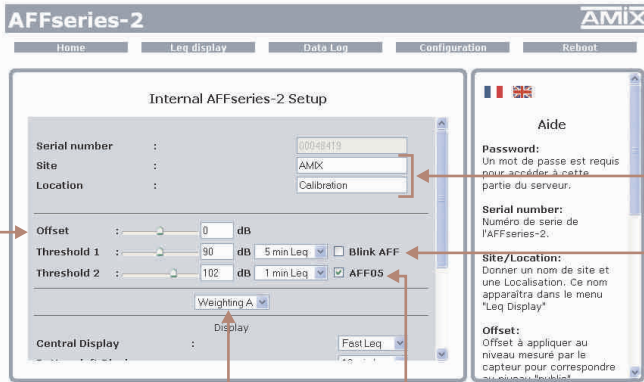 AFFseries-2
AMIX
Home Leq display Data Log Configuration Reboot
Internal AFFseries-2 Setup
Serial number : 00048419
Site : AMIX
Location : Calibration
Offset : 0 dB
Threshold 1 : 90 dB 5 min Leq Blink AFF
Threshold 2 : 102 dB 1 min Leq AFF05
Weighting A
Display
Central Display : Fast Leq
Aide
Password:
Un mot de passe est requis
pour accéder à cette
partie du serveur.
Serial number:
Numéro de serie de
l'AFFseries-2.
Site/Location:
Donner un nom de site et
une Localisation. Ce nom
apparaîtra dans le menu
"Leq Display"
Offset:
Offset à appliquer au
niveau mesuré par le
capteur pour correspondre
au niveau "public"